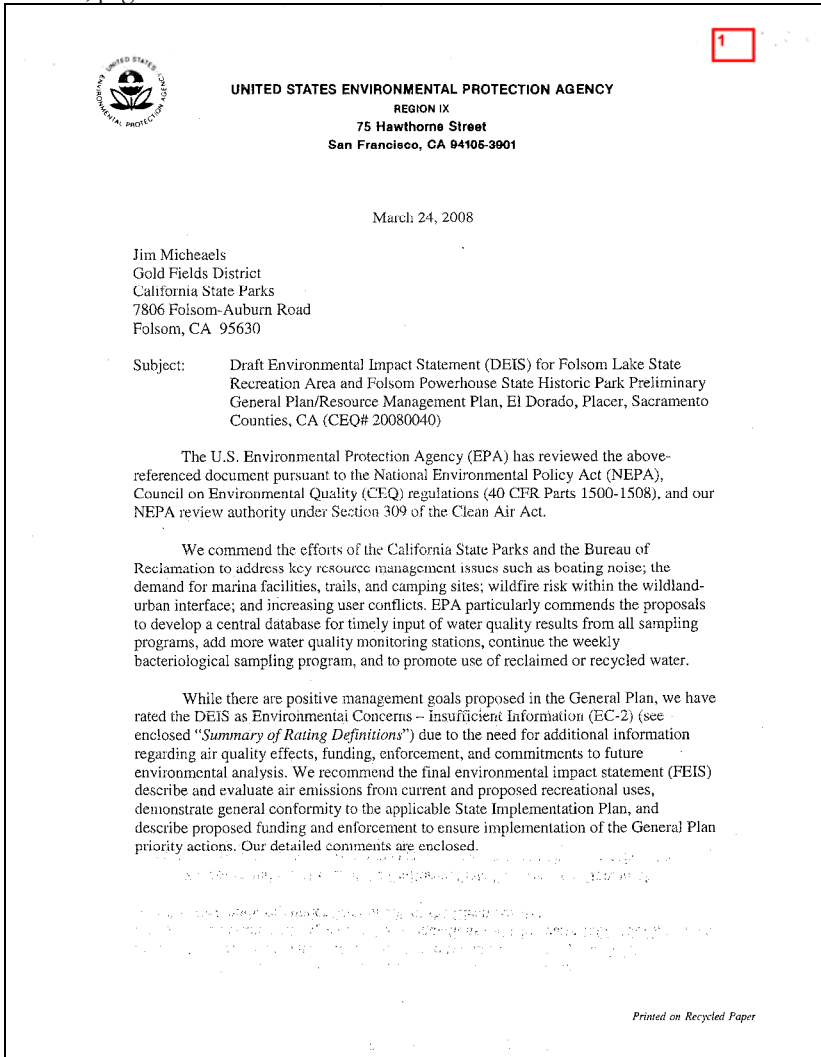 1
UNITED STATES
ENVIRONMENTAL PROTECTION AGENCY
UNITED STATES ENVIRONMENTAL PROTECTION AGENCY
REGION IX
75 Hawthorne Street
San Francisco, CA 94105-3901
March 24, 2008
Jim Micheaels
Gold Fields District
California State Parks
7806 Folsom-Auburn Road
Folsom, CA 95630
Subject: Draft Environmental Impact Statement (DEIS) for Folsom Lake State
Recreation Area and Folsom Powerhouse State Historic Park Preliminary
General Plan/Resource Management Plan, El Dorado, Placer, Sacramento
Counties, CA (CEQ# 20080040)
The U.S. Environmental Protection Agency (EPA) has reviewed the above-
referenced document pursuant to the National Environmental Policy Act (NEPA),
Council on Environmental Quality (CEQ) regulations (40 CFR Parts 1500-1508), and our
NEPA review authority under Section 309 of the Clean Air Act.
We commend the efforts of the California State Parks and the Bureau of
Reclamation to address key resource management issues such as boating noise; the
demand for marina facilities, trails, and camping sites; wildfire risk within the wildland-
urban interface; and increasing user conflicts. EPA particularly commends the proposals
to develop a central database for timely input of water quality results from all sampling
programs, add more water quality monitoring stations, continue the weekly
bacteriological sampling program, and to promote use of reclaimed or recycled water.
While there are positive management goals proposed in the General Plan, we have
rated the DEIS as Environmental Concerns – Insufficient Information (EC-2) (see
enclosed "Summary of Rating Definitions") due to the need for additional information
regarding air quality effects, funding, enforcement, and commitments to future
environmental analysis. We recommend the final environmental impact statement (FEIS)
describe and evaluate air emissions from current and proposed recreational uses,
demonstrate general conformity to the applicable State Implementation Plan, and
describe proposed funding and enforcement to ensure implementation of the General Plan
priority actions. Our detailed comments are enclosed.
Printed on Recycled Paper